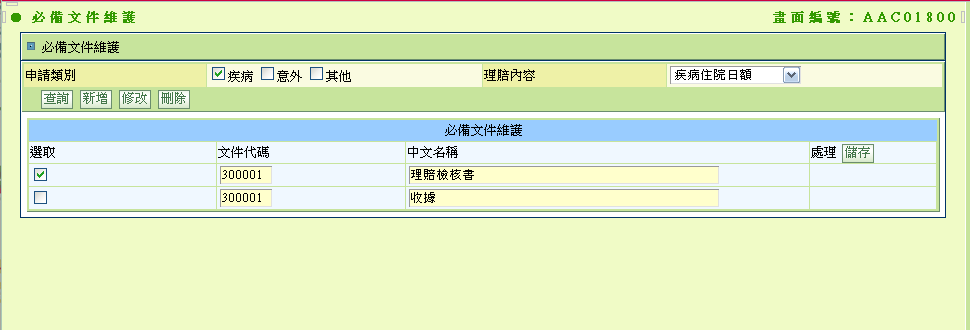 必備文件維護 畫面編號：AAC01800
必備文件維護
申請類別 疾病 意外 其他 理賠內容 疾病住院日額
查詢 新增 修改 刪除
必備文件維護
選取 文件代碼 中文名稱 處理 儲存
300001 理賠檢核書
300001 收據